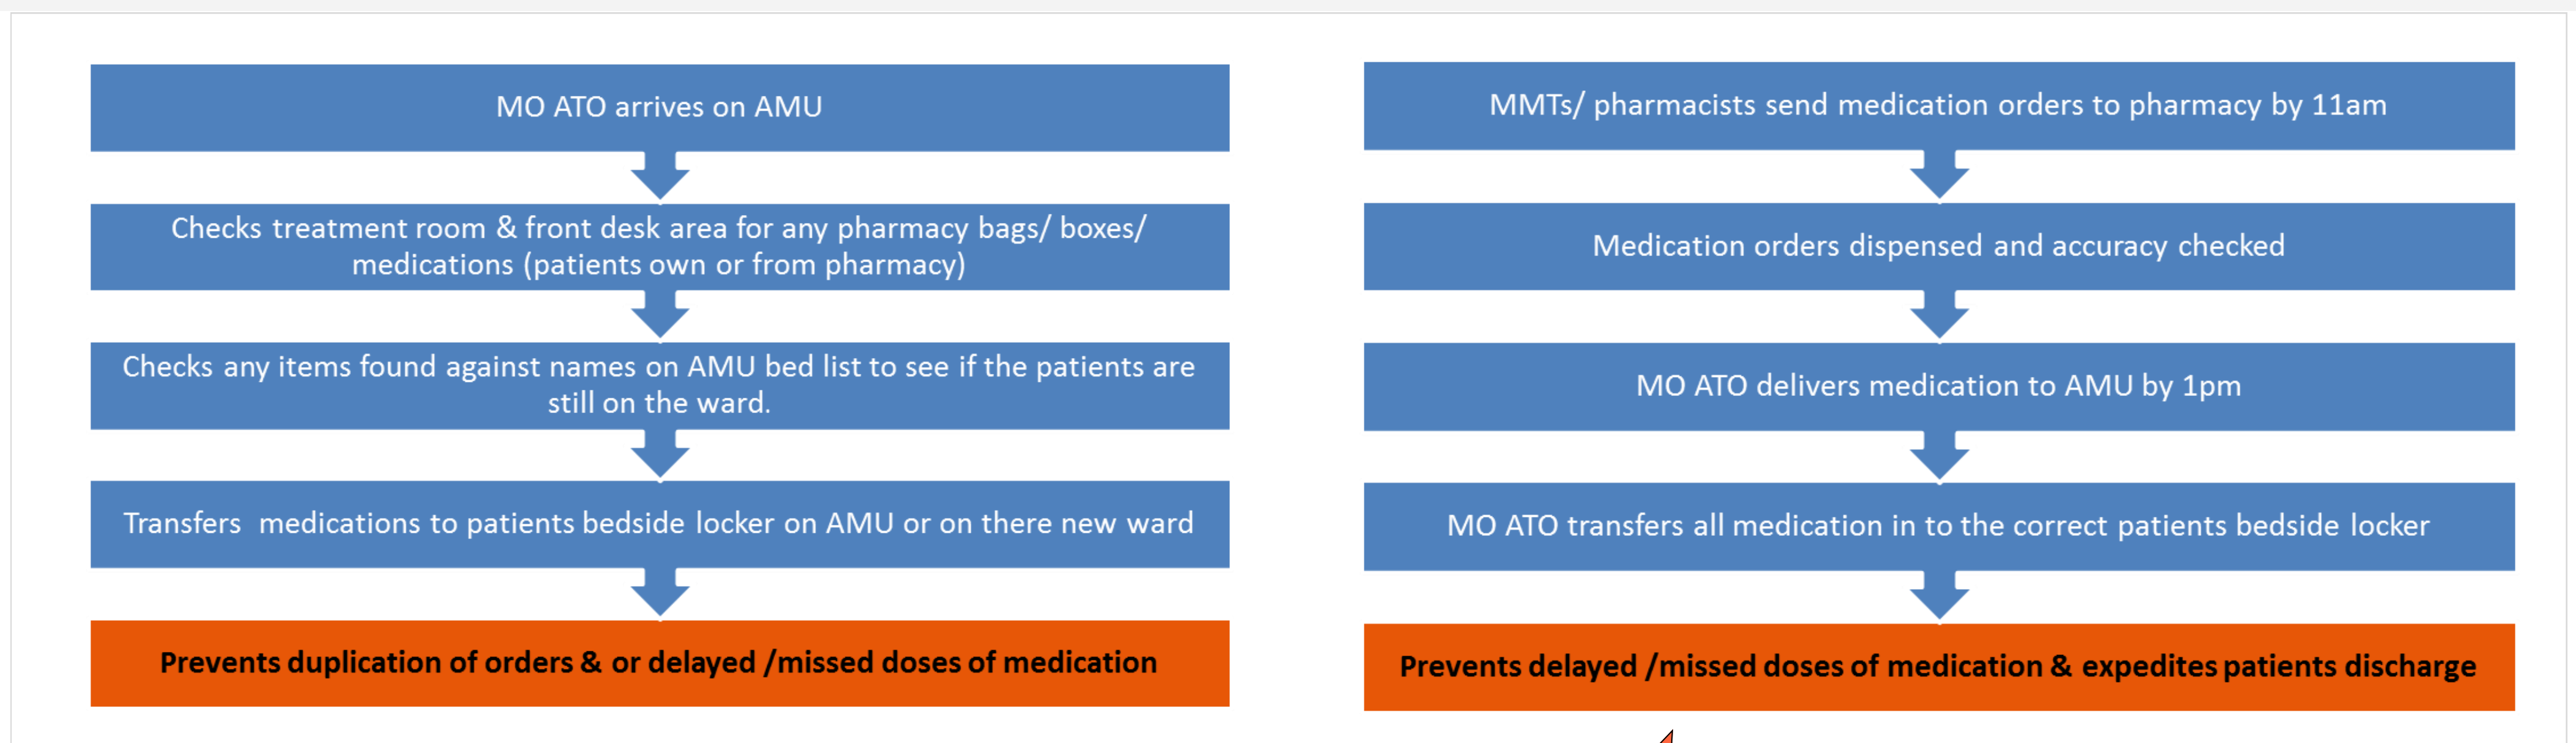 MO ATO arrives on AMU
Checks treatment room & front desk area for any pharmacy bags/ boxes/
medications (patients own or from pharmacy)
Checks any items found against names on AMU bed list to see if the patients are
still on the ward.
Transfers  medications to patients bedside locker on AMU or on there new ward
Prevents duplication of orders & or delayed /missed doses of medication
MMTs/ pharmacists send medication orders to pharmacy by 11am
Medication orders dispensed and accuracy checked
MO ATO delivers medication to AMU by 1pm
MO ATO transfers all medication in to the correct patients bedside locker
Prevents delayed /missed doses of medication & expedites patients discharge